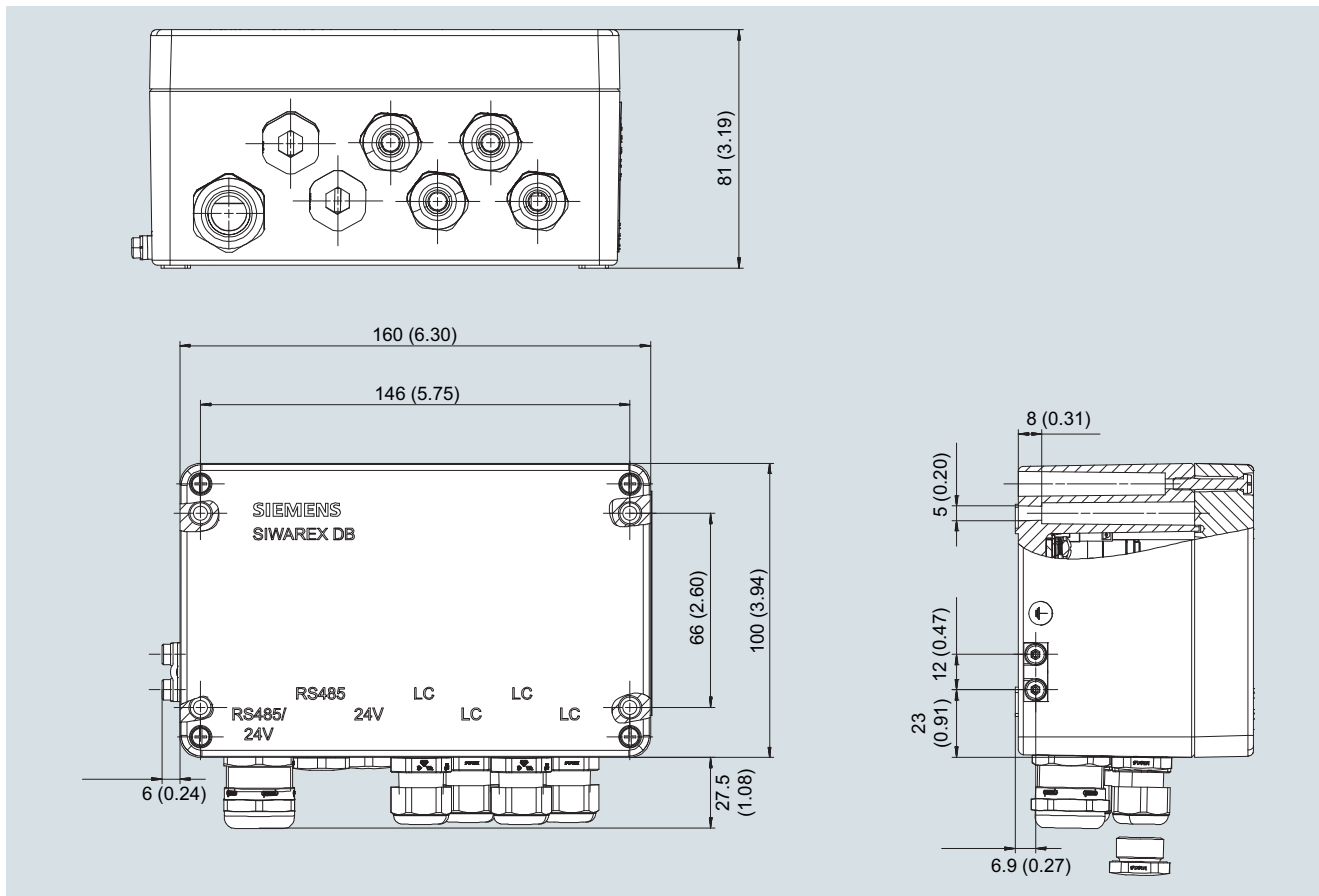 81 (3.19)
160 (6.30)
146 (5.75)
SIEMENS
SIWAREX DB
66 (2.60)
100 (3.94)
RS485 LC LC
RS485/ 24V LC LC
24V
6 (0.24)
27.5
(1.08)
8 (0.31)
5 (0.20)
12 (0.47)
23
(0.91)
6.9 (0.27)